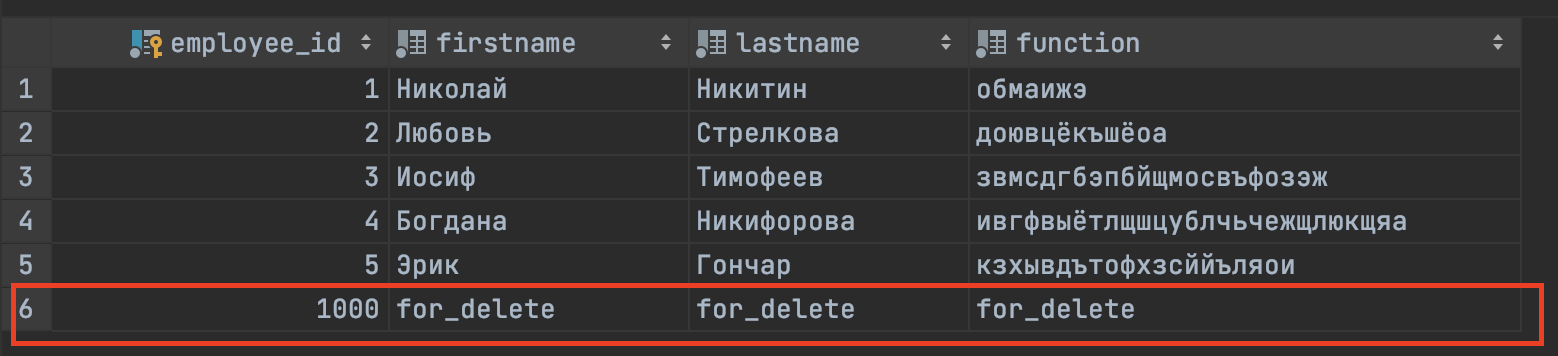 employee_id firstname lastname function
1 1 Николай Никитин обмаижэ
2 2 Любовь Стрелкова доювцёкъшёоа
3 3 Иосиф Тимофеев звмсдгбэпбйщмосвъфозэж
4 4 Богдана Никифорова ивгфвыётлщшцублчьчежщлюкщяа
5 5 Эрик Гончар кзхывдътофхзсййъляои
6 1000 for_delete for_delete for_delete